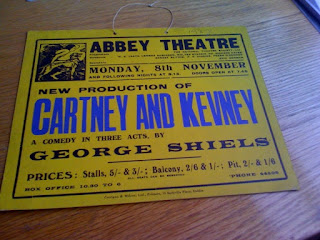 ABBEY THEATRE
MONDAY, 8th NOVEMBER
AND FOLLOWING NIGHTS AT 8.15 DOORS OPEN AT 7.45
NEW PRODUCTION OF
CARTNEY AND KEVNEY
A COMEDY IN THREE ACTS, BY
GEORGE SHIELS
PRICES: Stalls, 5/- & 3/-; Balcony, 2/6 & 1/-; Pit, 2/- & 1/6
BOX OFFICE 10.30 TO 6 'PHONE 44505